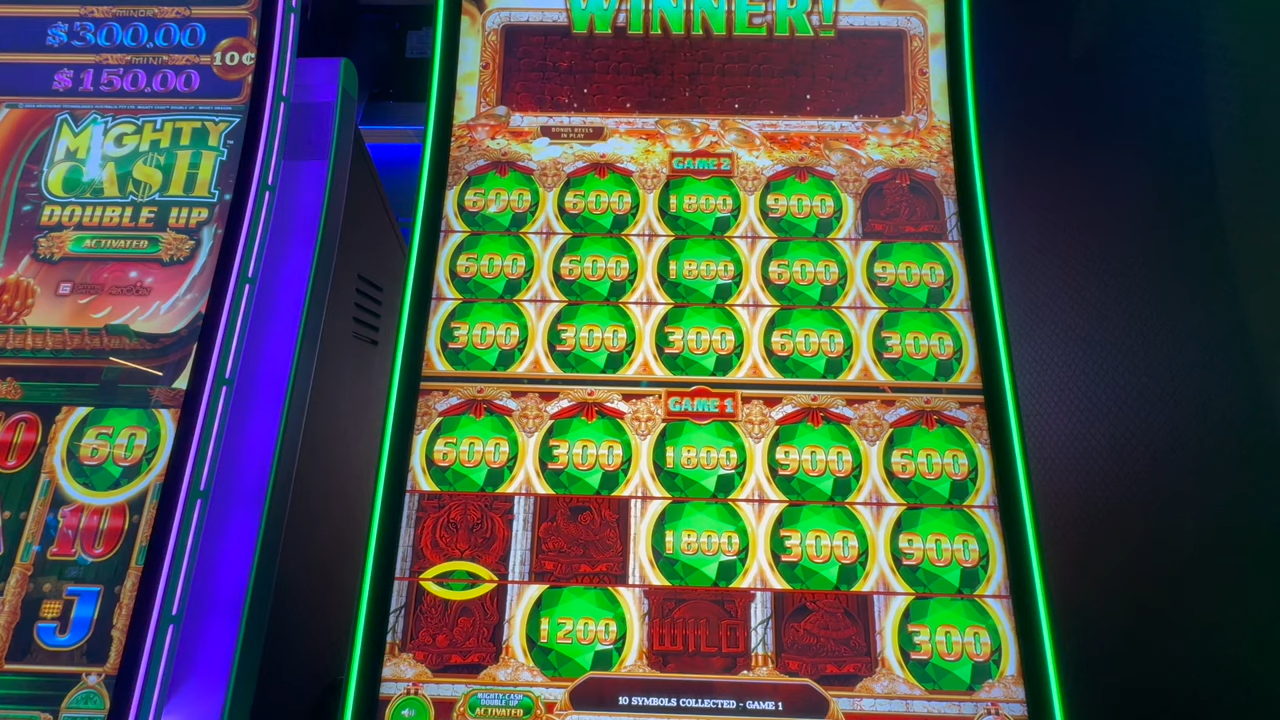 MINOR
$300.00
MINI
10¢
$150.00
MIGHTY
CA$H
™
DOUBLE UP
ACTIVATED
10
60
10
J
WINNER!
BONUS REELS
IN PLAY
GAME 2
600 600 1800 900
600 600 1800 600 900
300 300 300 600 300
GAME 1
600 300 1800 900 600
1800 300 900
1200 WILD 300
MIGHTY CASH
DOUBLE UP
ACTIVATED
10 SYMBOLS COLLECTED - GAME 1